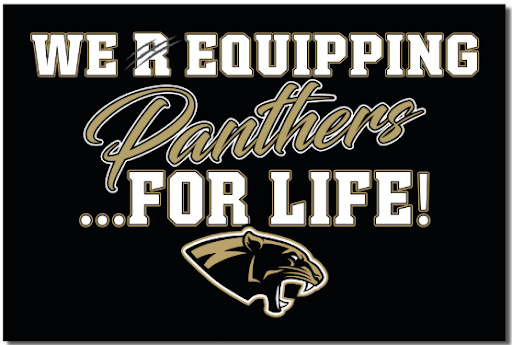 WE R EQUIPPING
Panthers
...FOR LIFE!